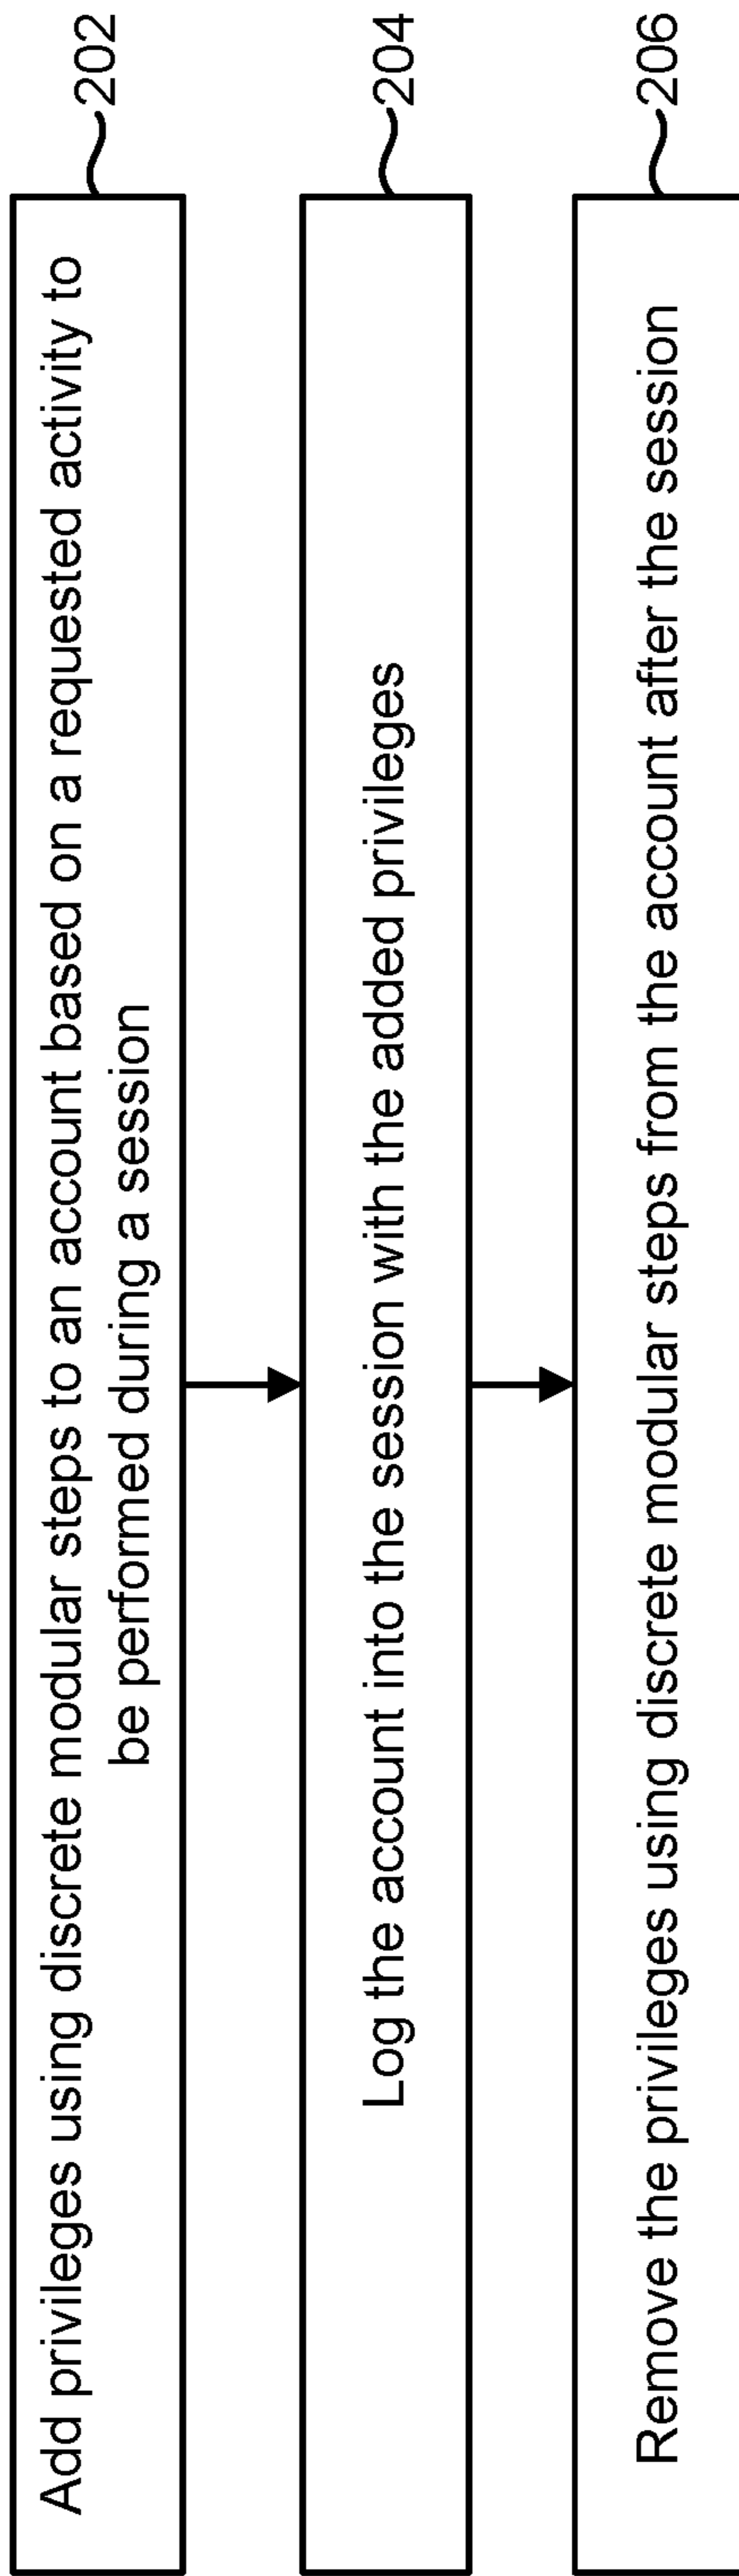 Add privileges using discrete modular steps to an account based on a requested activity to
be performed during a session
202
Log the account into the session with the added privileges
204
Remove the privileges using discrete modular steps from the account after the session
206